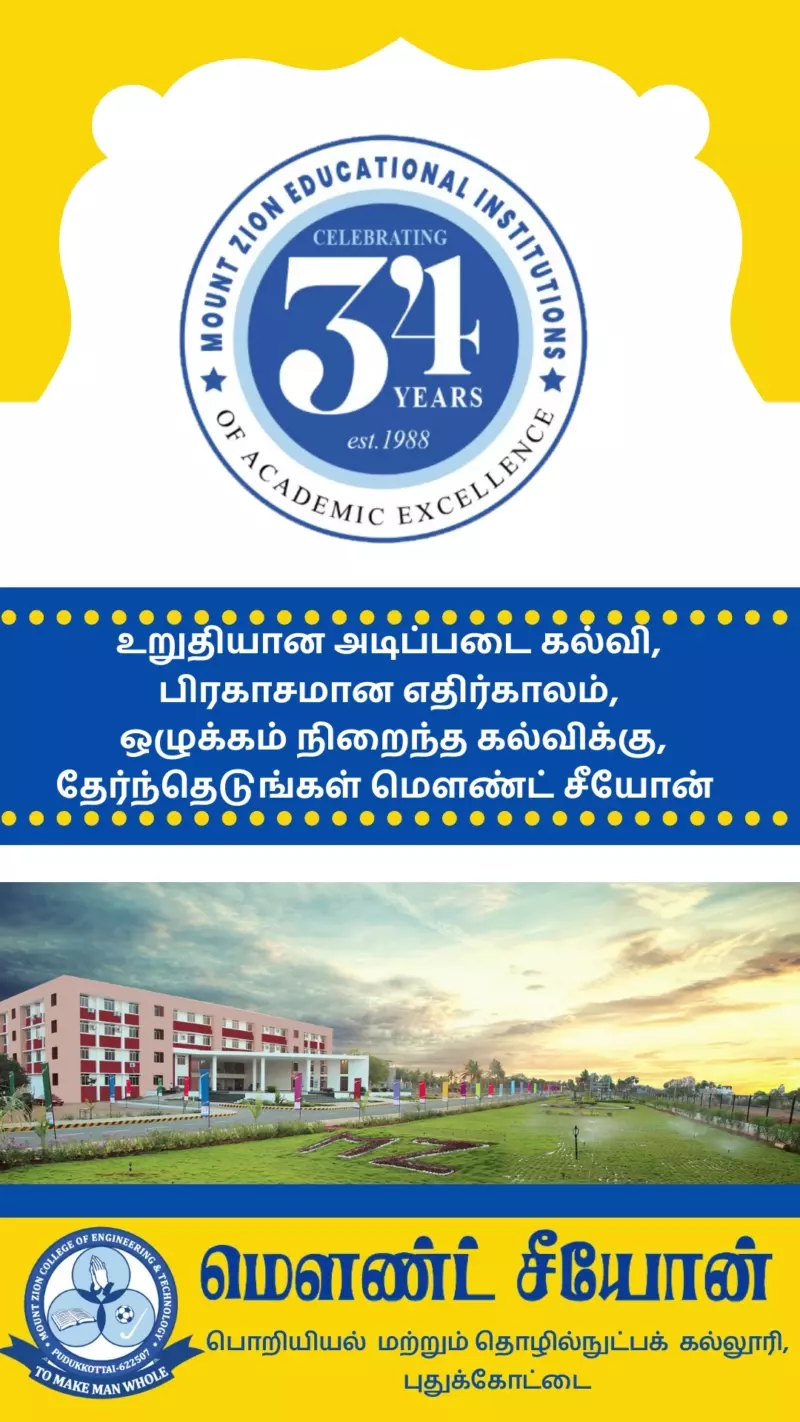 MOUNT ZION EDUCATIONAL INSTITUTIONS
CELEBRATING
34
YEARS
est.1988
OF ACADEMIC EXCELLENCE
உறுதியான அடிப்படை கல்வி,
பிரகாசமான எதிர்காலம்,
ஒழுக்கம் நிறைந்த கல்விக்கு,
தேர்ந்தெடுங்கள் மௌண்ட் சீயோன்
MZ
மௌண்ட் சீயோன்
பொறியியல் மற்றும் தொழில்நுட்பக் கல்லூரி,
புதுக்கோட்டை
MOUNT ZION COLLEGE OF ENGINEERING & TECHNOLOGY
PUDUKKOTTAI-622507
TO MAKE MAN WHOLE